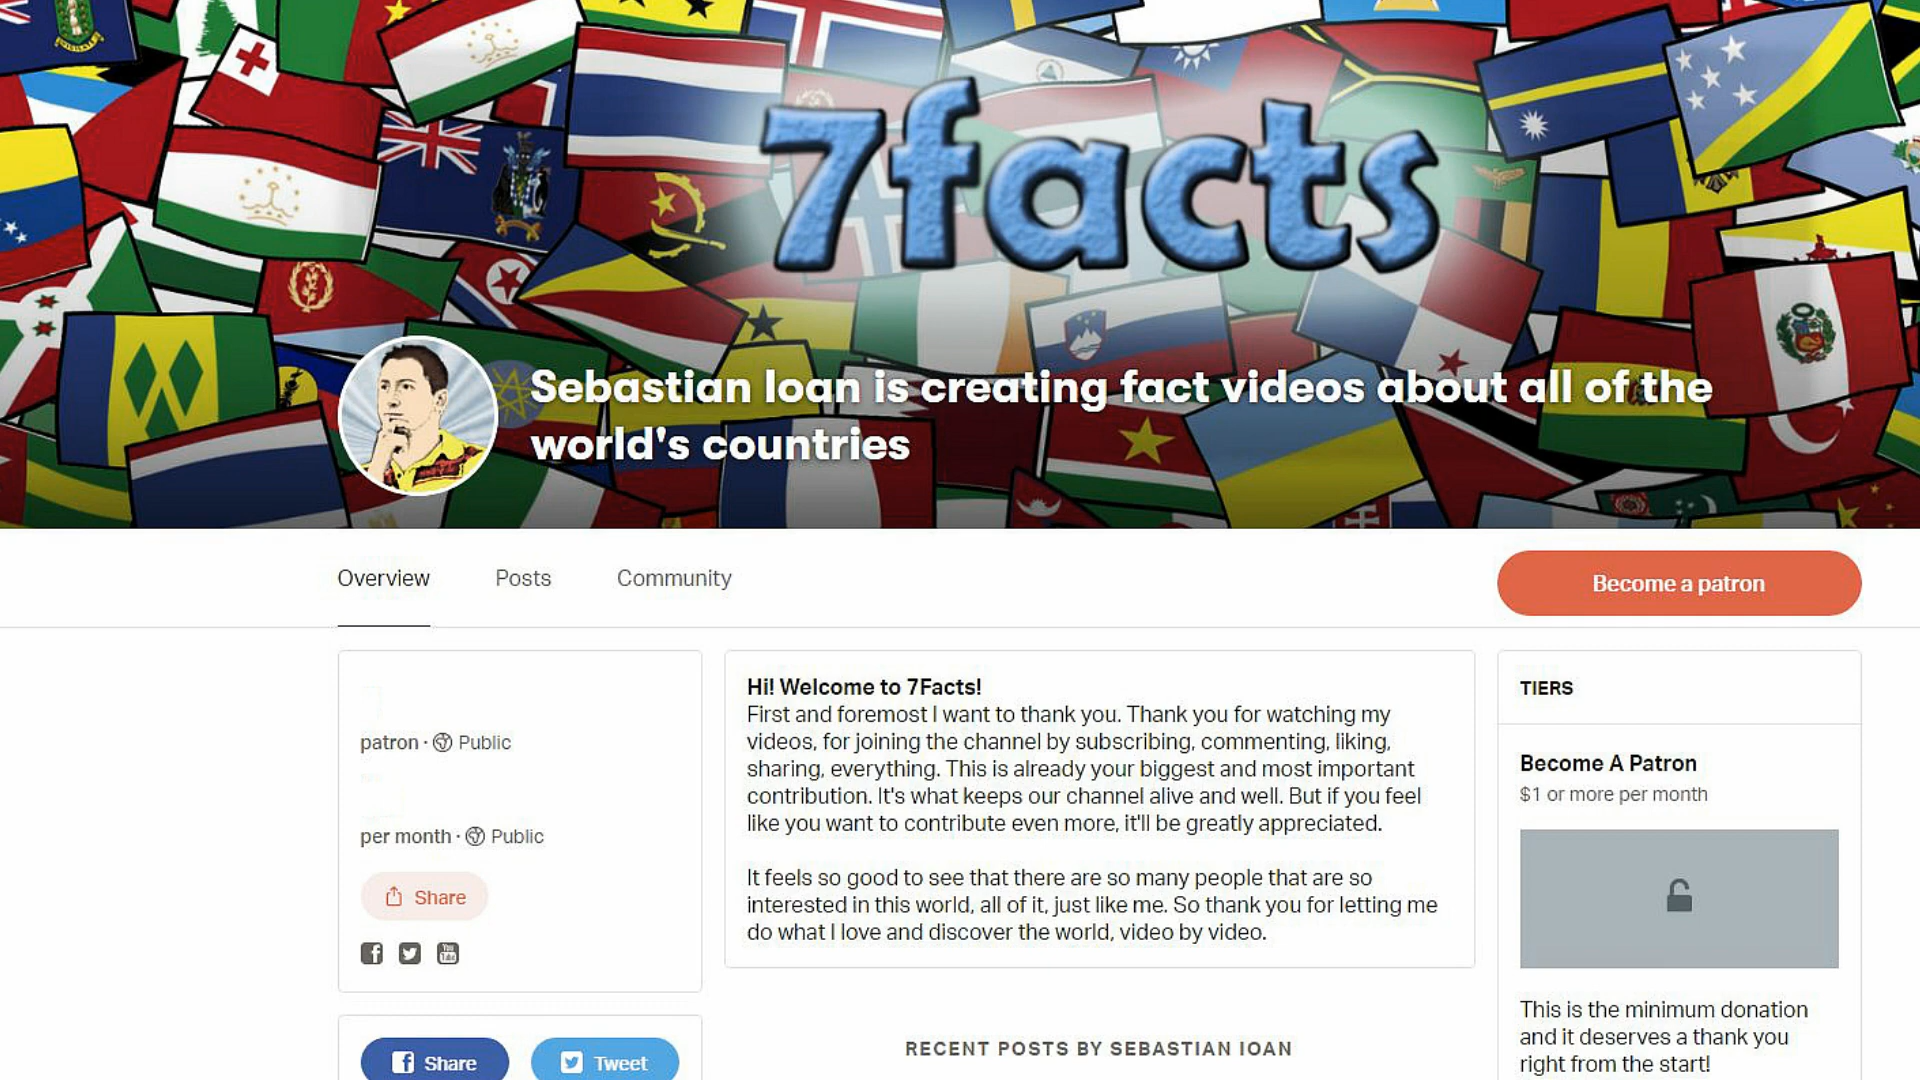 7facts
Sebastian Ioan is creating fact videos about all of the
world's countries
Overview
Posts
Community
Become a patron
patron · Public
per month · Public
Share
Share
Tweet
Hi! Welcome to 7Facts!
First and foremost I want to thank you. Thank you for watching my
videos, for joining the channel by subscribing, commenting, liking,
sharing, everything. This is already your biggest and most important
contribution. It's what keeps our channel alive and well. But if you feel
like you want to contribute even more, it'll be greatly appreciated.
It feels so good to see that there are so many people that are so
interested in this world, all of it, just like me. So thank you for letting me
do what I love and discover the world, video by video.
RECENT POSTS BY SEBASTIAN IOAN
TIERS
Become A Patron
$1 or more per month
This is the minimum donation
and it deserves a thank you
right from the start!